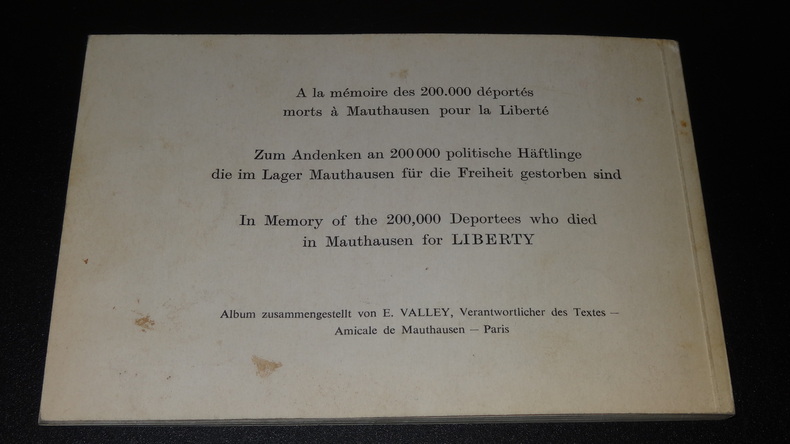 A la mémoire des 200.000 déportés
morts à Mauthausen pour la Liberté
Zum Andenken an 200 000 politische Häftlinge
die im Lager Mauthausen für die Freiheit gestorben sind
In Memory of the 200,000 Deportees who died
in Mauthausen for LIBERTY
Album zusammengestellt von E. VALLEY, Verantwortlicher des Textes —
Amicale de Mauthausen — Paris